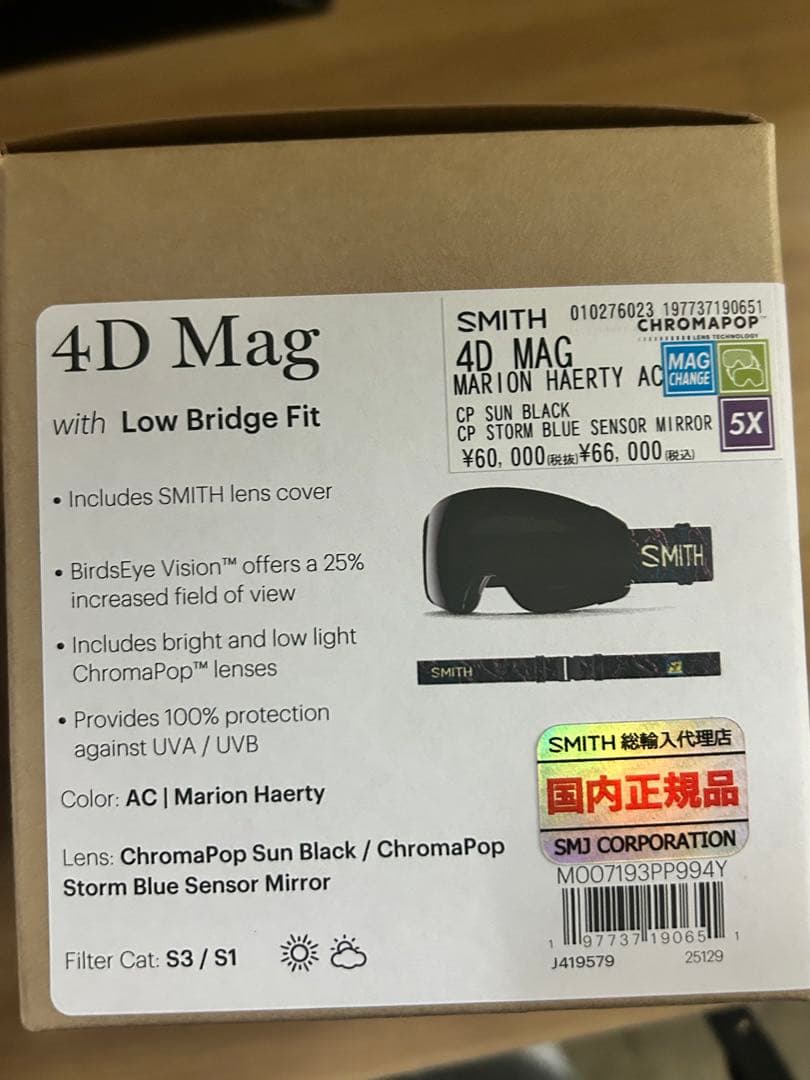 4D Mag
with Low Bridge Fit
• Includes SMITH lens cover
• BirdsEye Vision™ offers a 25%
increased field of view
• Includes bright and low light
ChromaPop™ lenses
• Provides 100% protection
against UVA / UVB
Color: AC | Marion Haerty
Lens: ChromaPop Sun Black / ChromaPop
Storm Blue Sensor Mirror
Filter Cat: S3 / S1
SMITH 010276023 197737190651
CHROMAPOP™
LENS TECHNOLOGY
4D MAG
MARION HAERTY AC
MAG
CHANGE
CP SUN BLACK
CP STORM BLUE SENSOR MIRROR
5X
¥60,000(税抜)¥66,000(税込)
SMITH
SMITH
SMITH 総輸入代理店
国内正規品
SMJ CORPORATION
M007193PP994Y
1 97737 19065 1
J419579 25129